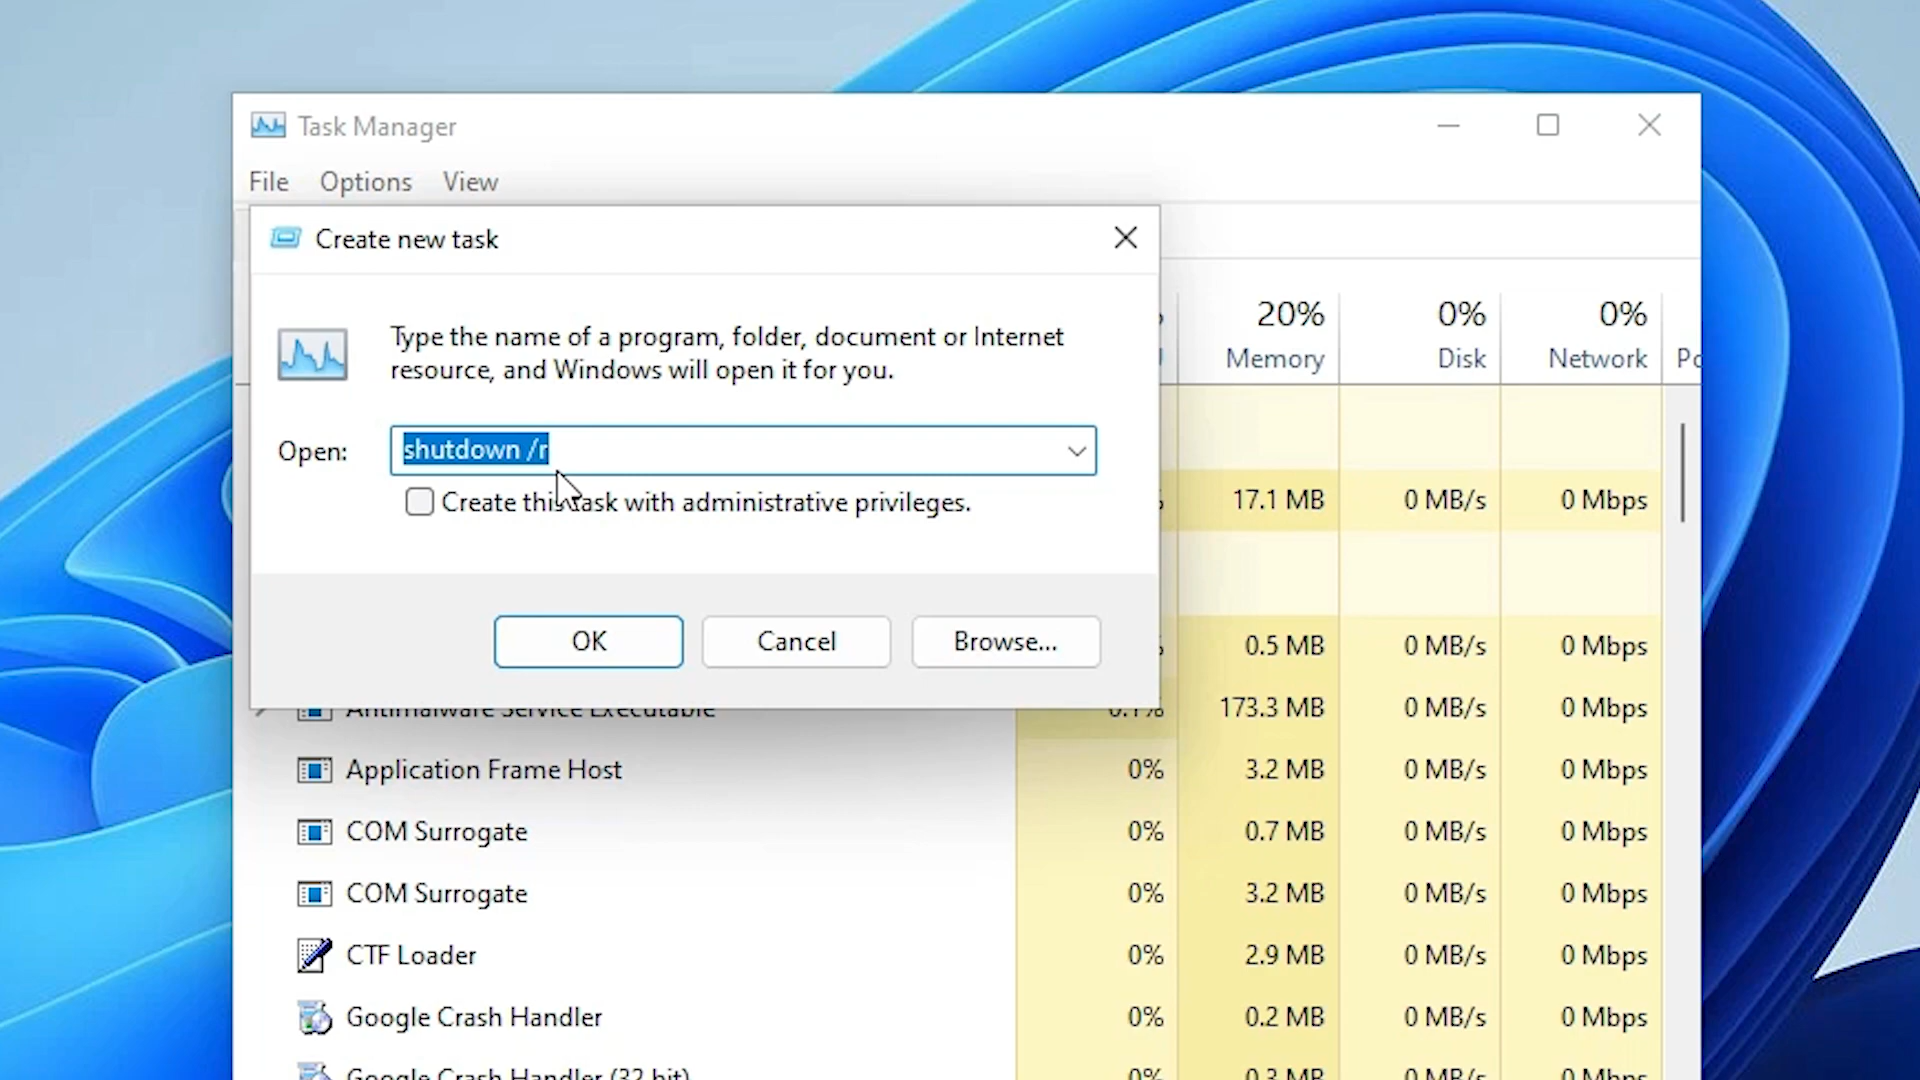 Task Manager
File Options View
Create new task
Type the name of a program, folder, document or Internet
resource, and Windows will open it for you.
Open: shutdown /r
Create this task with administrative privileges.
OK Cancel Browse...
20% 0% 0%
Memory Disk Network
17.1 MB 0 MB/s 0 Mbps
0.5 MB 0 MB/s 0 Mbps
Antimalware Service Executable 0.1% 173.3 MB 0 MB/s 0 Mbps
Application Frame Host 0% 3.2 MB 0 MB/s 0 Mbps
COM Surrogate 0% 0.7 MB 0 MB/s 0 Mbps
COM Surrogate 0% 3.2 MB 0 MB/s 0 Mbps
CTF Loader 0% 2.9 MB 0 MB/s 0 Mbps
Google Crash Handler 0% 0.2 MB 0 MB/s 0 Mbps
Google Crash Handler (32 bit) 0% 0.3 MB 0 MB/s 0 Mbps